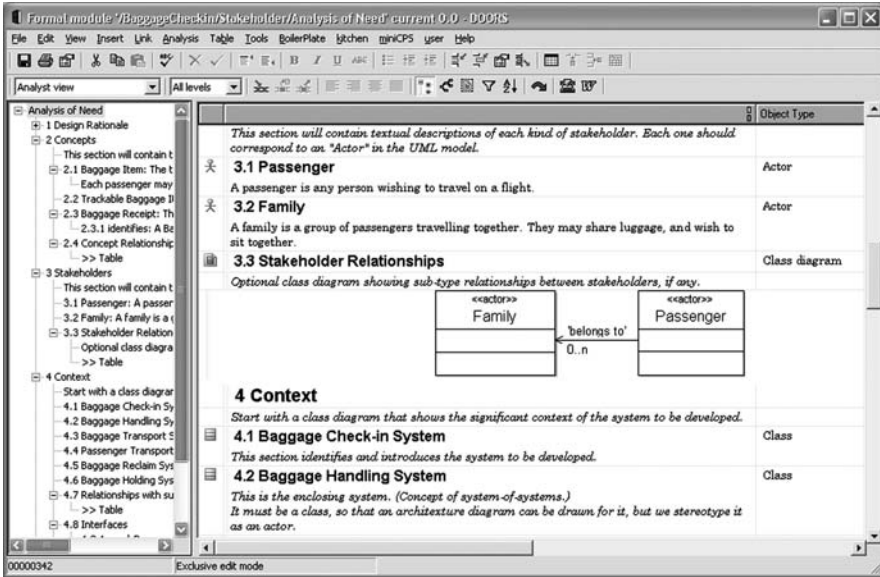 Formal module '/BaggageCheckin/Stakeholder/Analysis of Need' current 0.0 - DOORS
File Edit View Insert Link Analysis Table Tools BoilerPlate kitchen miniCPS user Help
Analyst view All levels
Analysis of Need
1 Design Rationale
2 Concepts
This section will contain t
2.1 Baggage Item: The t
Each passenger may
2.2 Trackable Baggage I
2.3 Baggage Receipt: Th
2.3.1 identifies: A Ba
2.4 Concept Relationship
>> Table
3 Stakeholders
This section will contain t
3.1 Passenger: A passer
3.2 Family: A family is a
3.3 Stakeholder Relation
Optional class diagra
>> Table
4 Context
Start with a class diagrar
4.1 Baggage Check-in Sy
4.2 Baggage Handling Sy
4.3 Baggage Transport S
4.4 Passenger Transport
4.5 Baggage Reclaim Sys
4.6 Baggage Holding Sys
4.7 Relationships with su
>> Table
4.8 Interfaces
Object Type
This section will contain textual descriptions of each kind of stakeholder. Each one should
correspond to an "Actor" in the UML model.
3.1 Passenger Actor
A passenger is any person wishing to travel on a flight.
3.2 Family Actor
A family is a group of passengers travelling together. They may share luggage, and wish to
sit together.
3.3 Stakeholder Relationships Class diagram
Optional class diagram showing sub-type relationships between stakeholders, if any.
<<actor>> <<actor>>
Family Passenger
'belongs to'
0..n
4 Context
Start with a class diagram that shows the significant context of the system to be developed.
4.1 Baggage Check-in System Class
This section identifies and introduces the system to be developed.
4.2 Baggage Handling System Class
This is the enclosing system. (Concept of system-of-systems.)
It must be a class, so that an architexture diagram can be drawn for it, but we stereotype it
as an actor.
00000342 Exclusive edit mode